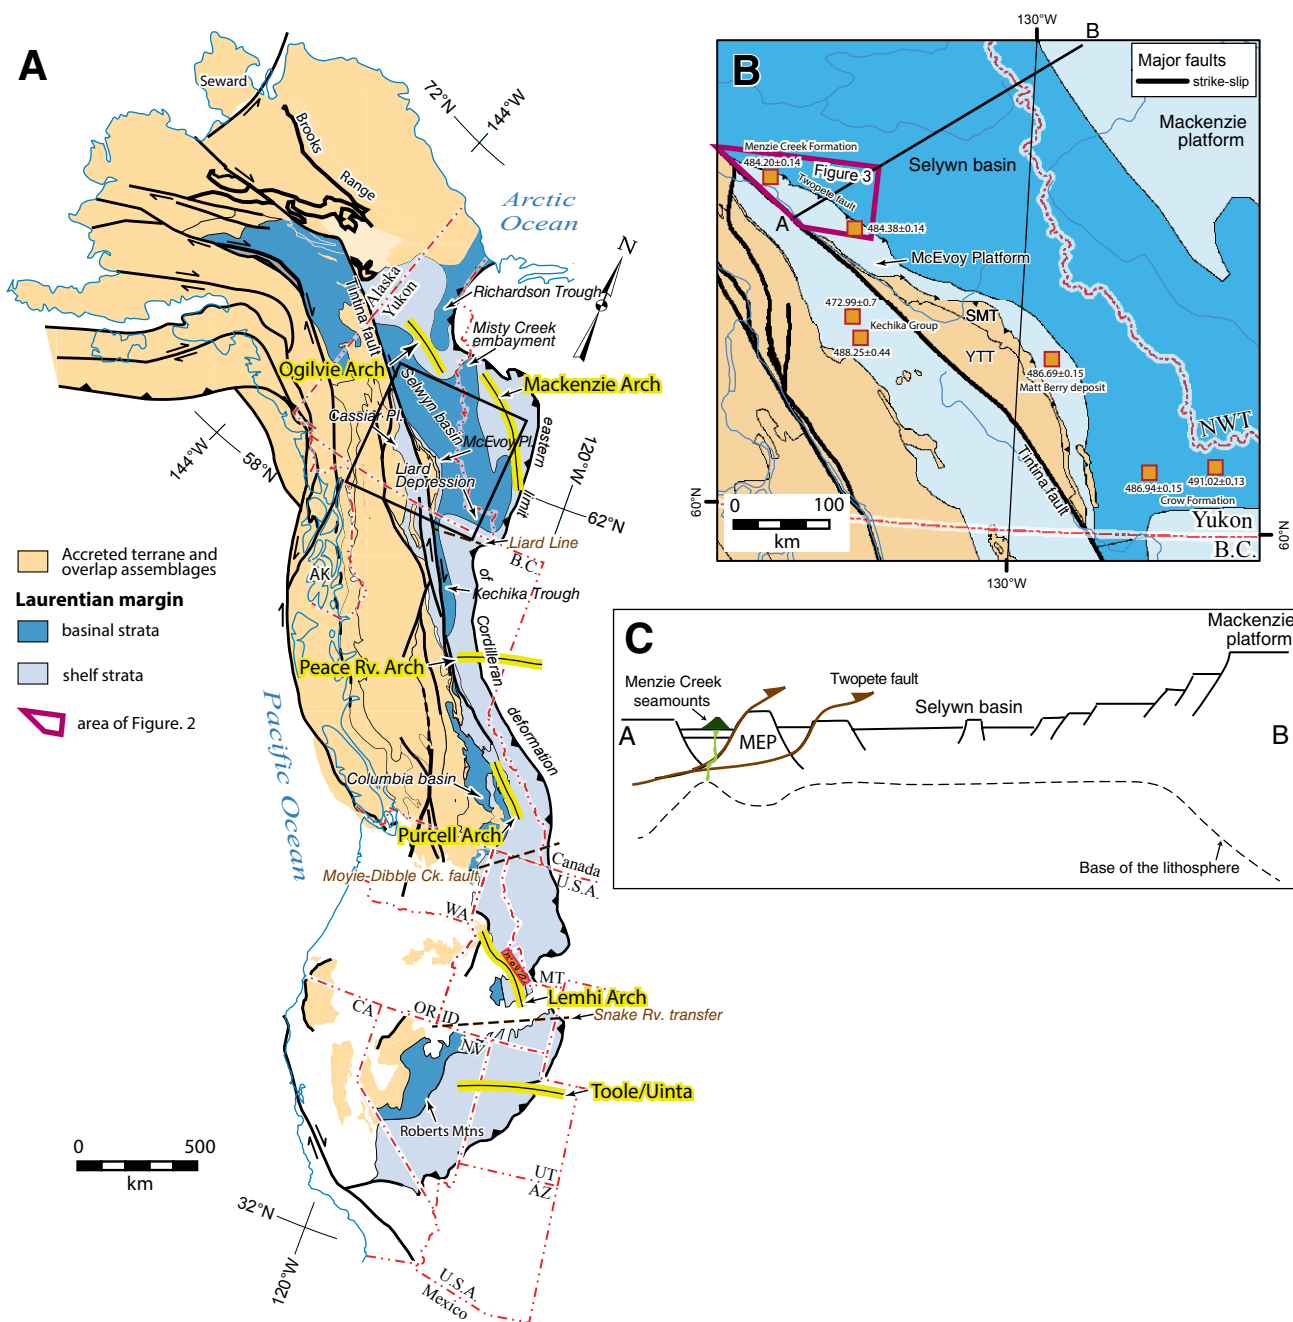 A
Seward
Brooks
Range
72°N
144°W
Arctic
Ocean
N
Alaska
Yukon
Tintina fault
Richardson Trough
Misty Creek
embayment
Ogilvie Arch
Mackenzie Arch
Selwyn basin
Cassiar Pl.
McEvoy Pl.
Liard
Depression
eastern
limit
of
Cordilleran
deformation
144°W
58°N
120°W
62°N
Liard Line
B.C.
AK
Kechika Trough
Peace Rv. Arch
Accreted terrane and
overlap assemblages
Laurentian margin
basinal strata
shelf strata
area of Figure. 2
Pacific Ocean
Columbia basin
Purcell Arch
Moyie-Dibble Ck. fault
Canada
U.S.A.
WA
MT
Lemhi Arch
CA
OR
ID
Snake Rv. transfer
NV
Toole/Uinta
Roberts Mtns
0 500
km
UT
AZ
32°N
120°W
U.S.A.
Mexico
B
130°W
B
Major faults
strike-slip
Mackenzie
platform
Menzie Creek Formation
484.20±0.14
Figure 3
Selywn basin
Twopete fault
A
484.38±0.14
McEvoy Platform
472.99±0.7
Kechika Group
488.25±0.44
SMT
YTT
486.69±0.15
Matt Berry deposit
NWT
Tintina fault
486.94±0.15
491.02±0.13
Crow Formation
60°N
0 100
km
Yukon
B.C.
60°N
130°W
C
Mackenzie
platform
Menzie Creek
seamounts
Twopete fault
Selywn basin
A
MEP
B
Base of the lithosphere